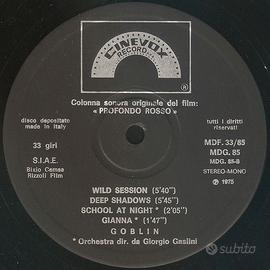 CINEVOX
RECORD
®
Colonna sonora originale del film:
« PROFONDO ROSSO »
disco depositato
made in Italy
tutti i diritti
riservati
33 giri
MDF. 33/85
MDG. 85
S.I.A.E.
MDG. 85-B
Bixio Cemsa
Rizzoli Film
STEREO-MONO
℗ 1975
WILD SESSION (5'40")
DEEP SHADOWS (5'45")
SCHOOL AT NIGHT * (2'05")
GIANNA * (1'47")
GOBLIN
* Orchestra dir. da Giorgio Gaslini
subito